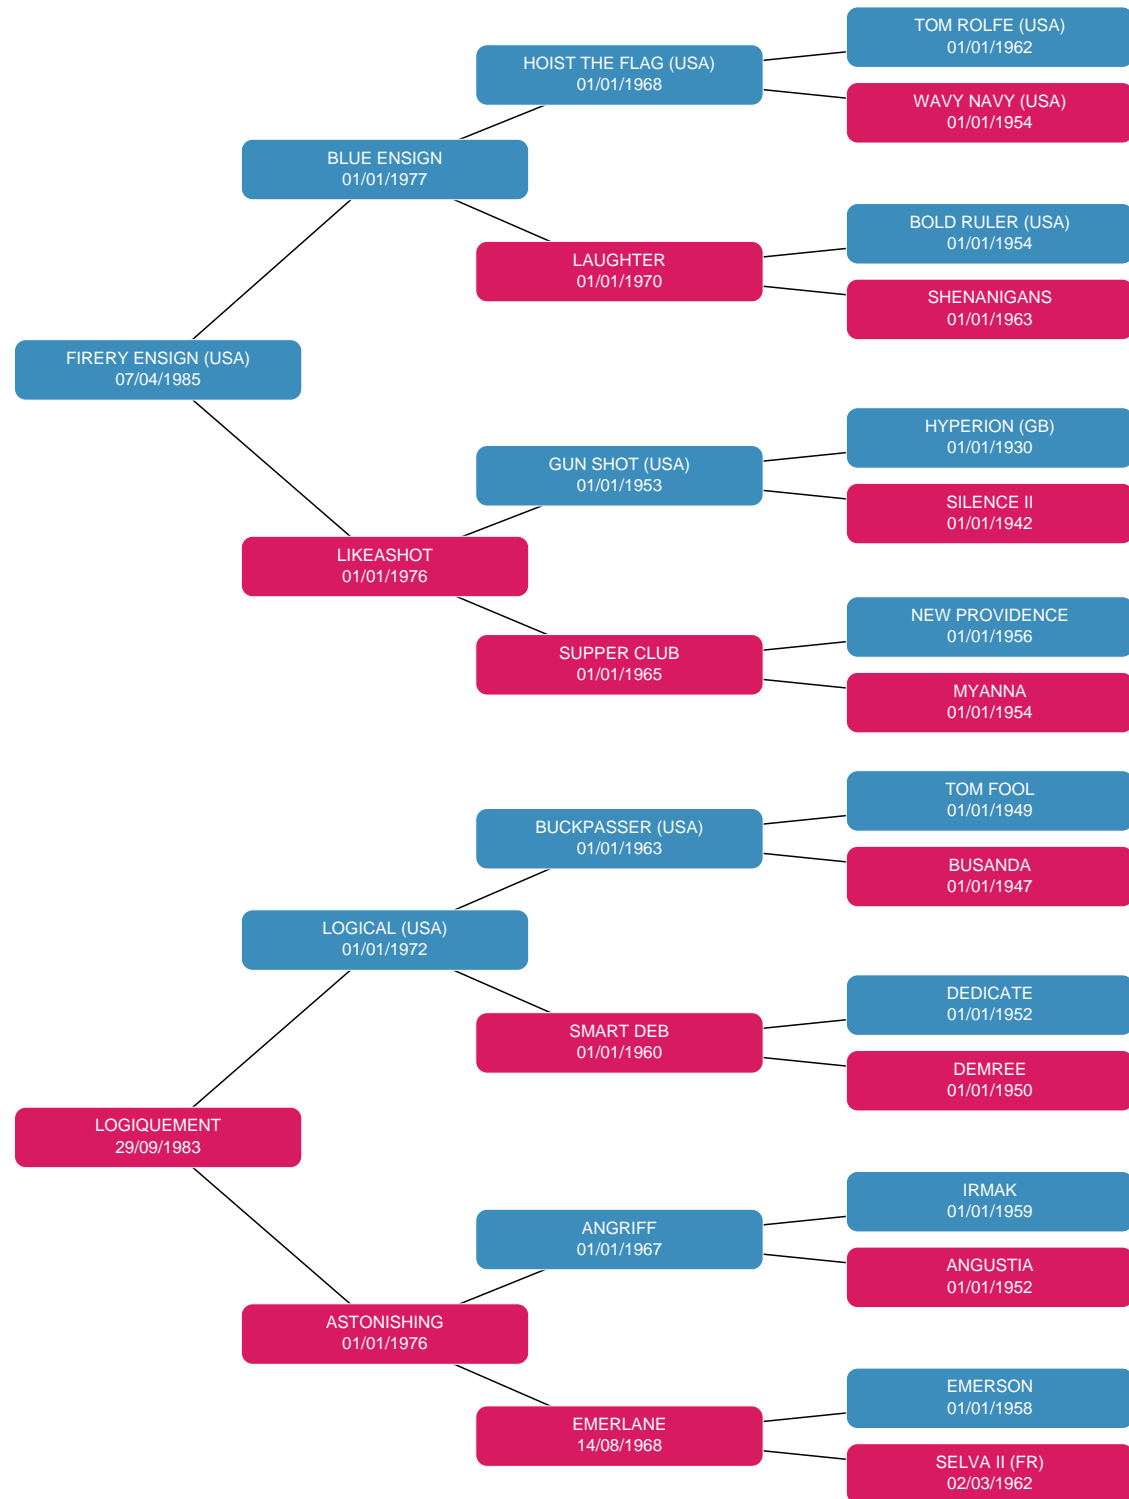 TOM ROLFE (USA)
01/01/1962
HOIST THE FLAG (USA)
01/01/1968
WAVY NAVY (USA)
01/01/1954
BLUE ENSIGN
01/01/1977
BOLD RULER (USA)
01/01/1954
LAUGHTER
01/01/1970
SHENANIGANS
01/01/1963
FIRERY ENSIGN (USA)
07/04/1985
HYPERION (GB)
01/01/1930
GUN SHOT (USA)
01/01/1953
SILENCE II
01/01/1942
LIKEASHOT
01/01/1976
NEW PROVIDENCE
01/01/1956
SUPPER CLUB
01/01/1965
MYANNA
01/01/1954
TOM FOOL
01/01/1949
BUCKPASSER (USA)
01/01/1963
BUSANDA
01/01/1947
LOGICAL (USA)
01/01/1972
DEDICATE
01/01/1952
SMART DEB
01/01/1960
DEMREE
01/01/1950
LOGIQUEMENT
29/09/1983
IRMAK
01/01/1959
ANGRIFF
01/01/1967
ANGUSTIA
01/01/1952
ASTONISHING
01/01/1976
EMERSON
01/01/1958
EMERLANE
14/08/1968
SELVA II (FR)
02/03/1962